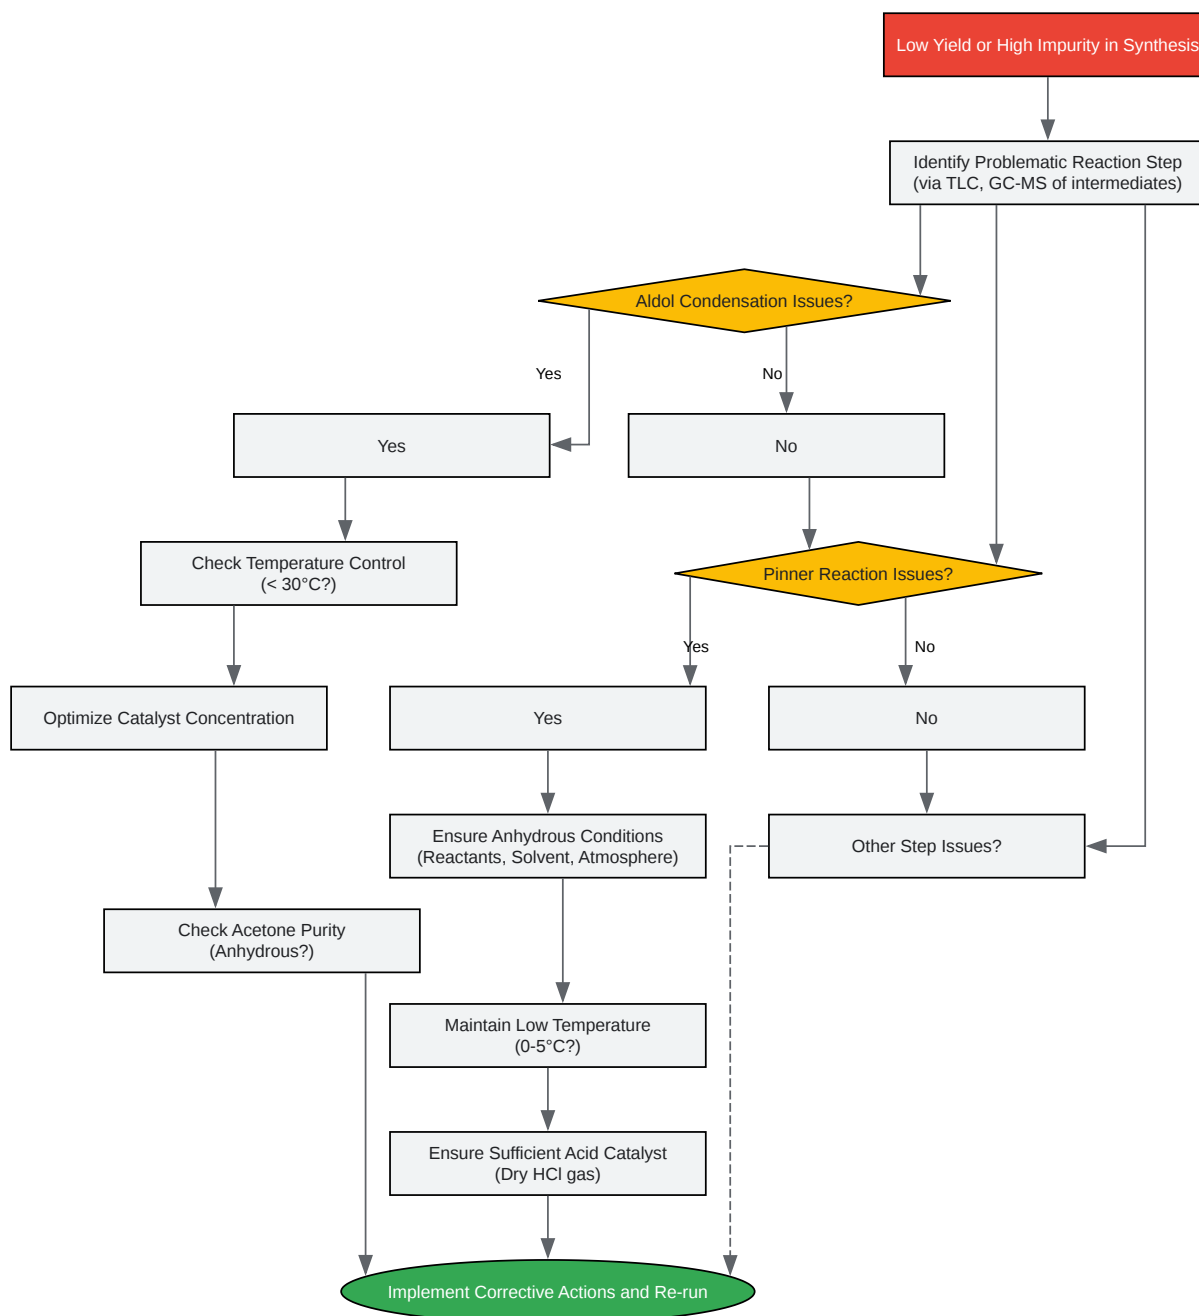 Low Yield or High Impurity in Synthesis
Identify Problematic Reaction Step
(via TLC, GC-MS of intermediates)
Aldol Condensation Issues?
Yes
No
Yes
No
Check Temperature Control
(< 30°C?)
Pinner Reaction Issues?
Yes
No
Optimize Catalyst Concentration
Yes
No
Ensure Anhydrous Conditions
(Reactants, Solvent, Atmosphere)
Other Step Issues?
Check Acetone Purity
(Anhydrous?)
Maintain Low Temperature
(0-5°C?)
Ensure Sufficient Acid Catalyst
(Dry HCl gas)
Implement Corrective Actions and Re-run